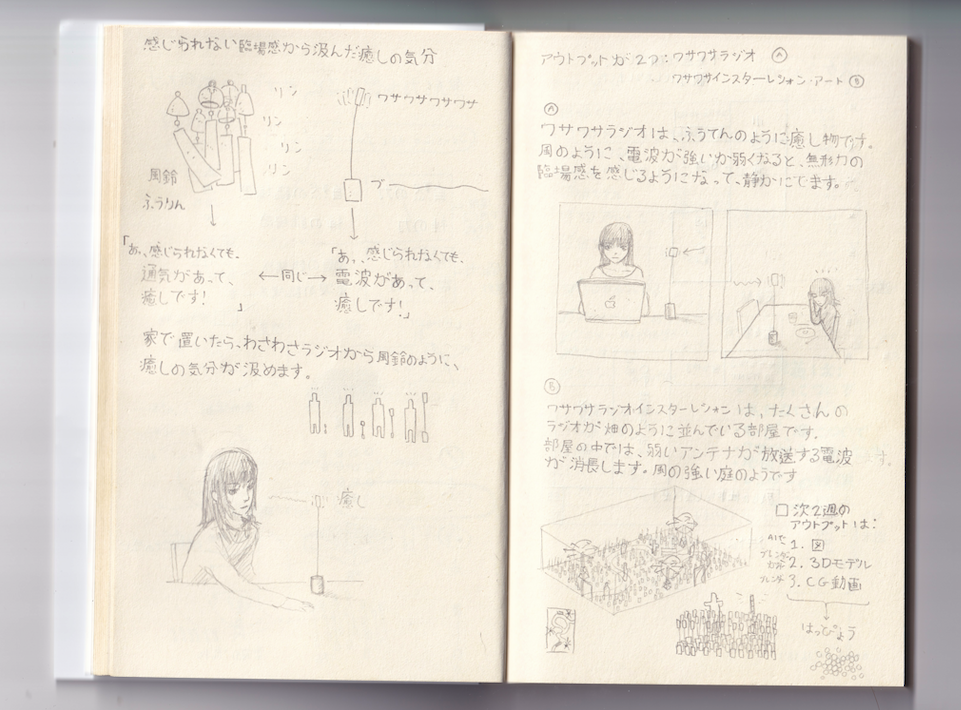 感じられない臨場感から汲んだ癒しの気分
リン
リン
リン
リン
周鈴
ふうりん
ワサワサワサワサ
ブ
「あ、感じられなくても、
通気があって、
癒しです!
」
←同じ→
「あ、感じられなくても、
電波があって、
癒しです!」
家で置いたら、わさわさラジオから周鈴のように、
癒しの気分が汲めます。
癒し
アウトプットが2つ:ワサワサラジオ Ⓐ
ワサワサインスターレション・アート Ⓑ
Ⓐ
ワサワサラジオは、ふうてんのように癒し物です。
周のように、電波が強いか弱くなると、無形力の
臨場感を感じるようになって、静かにでます。
Ⓑ
ワサワサラジオインスターレションは、たくさんの
ラジオが畑のように並んでいる部屋です。
部屋の中では、弱いアンテナが放送する電波
が消長します。周の強い庭のようです
□次2週の
アウトプットは:
1. 図
2. 3Dモデル
3. CG動画
はっぴょう